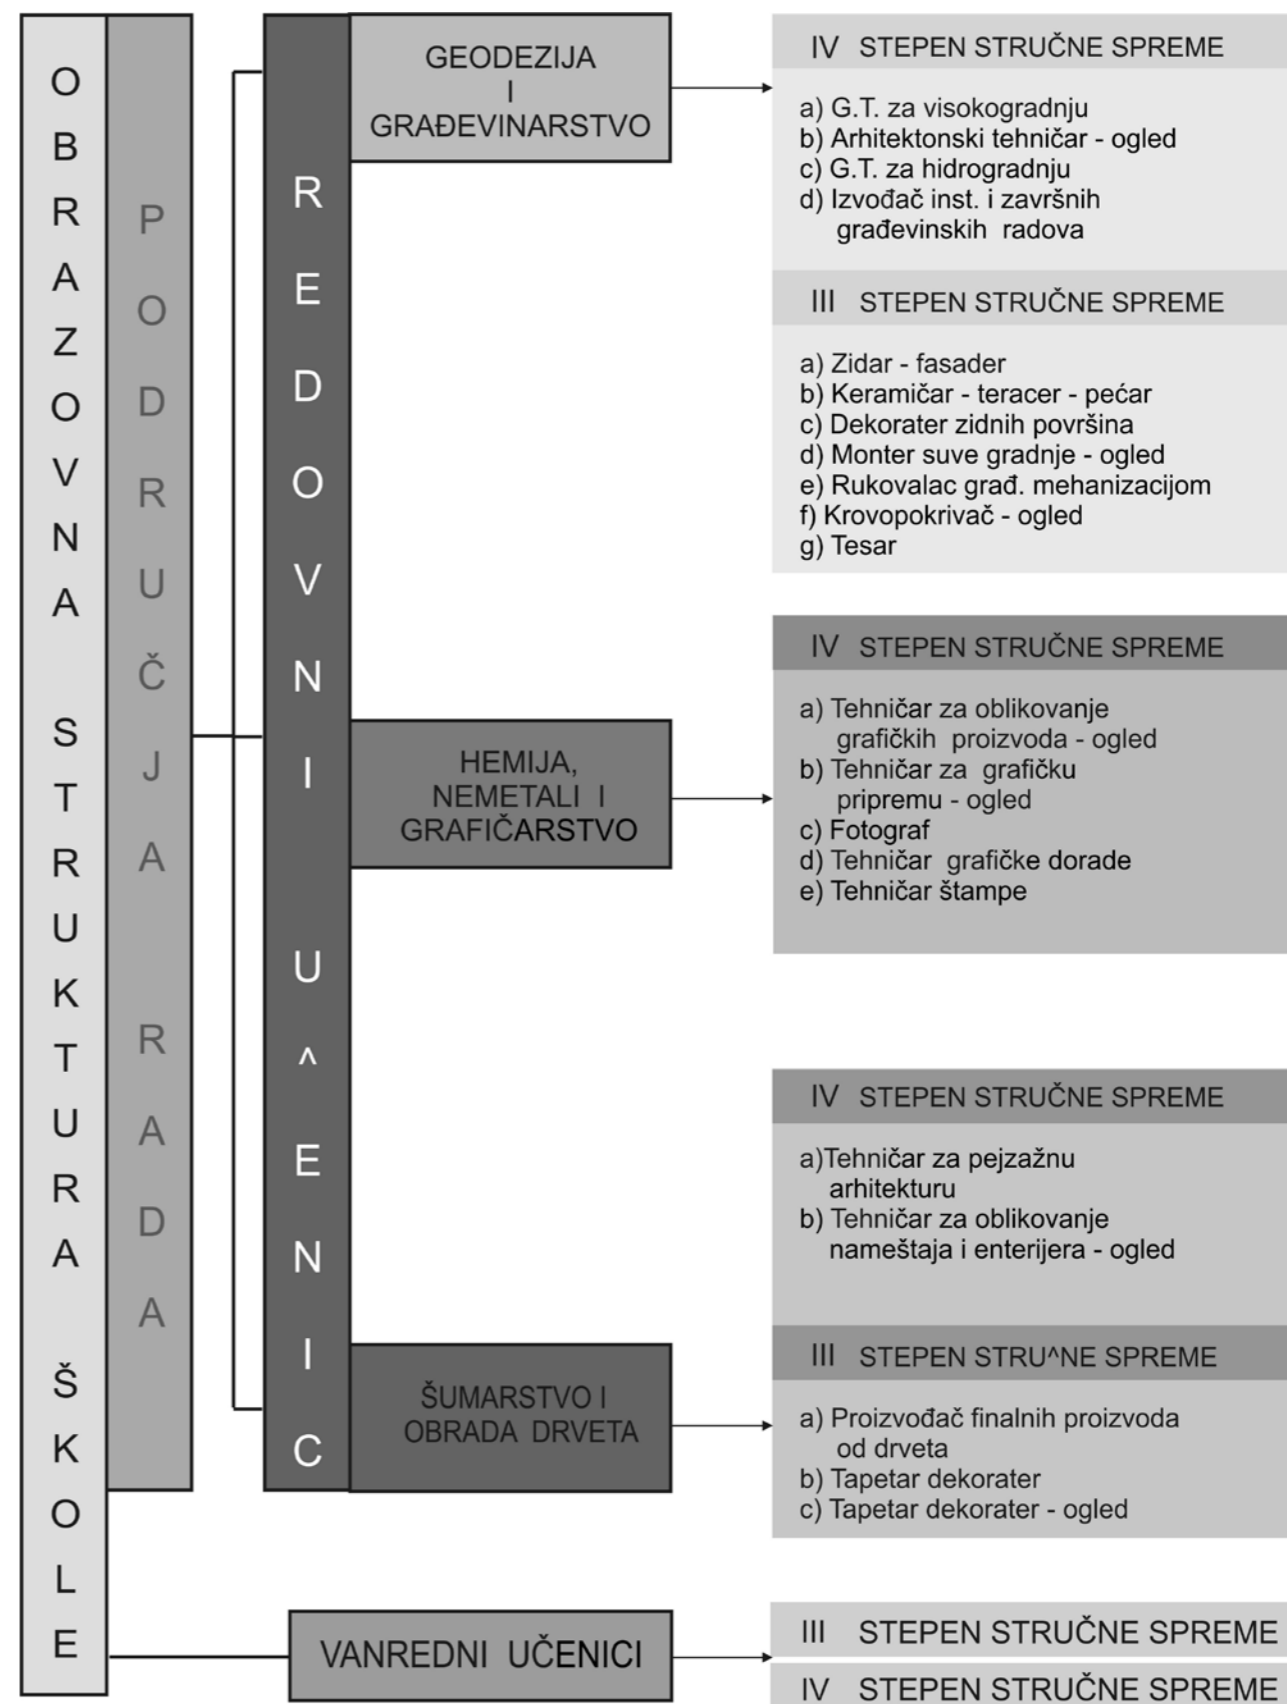 OBRAZOVNA STRUKTURA ŠKOLE
PODRUČJA RADA
REDOVNI U^ENIC
GEODEZIJA
I
GRAĐEVINARSTVO
IV STEPEN STRUČNE SPREME
a) G.T. za visokogradnju
b) Arhitektonski tehničar - ogled
c) G.T. za hidrogradnju
d) Izvođač inst. i završnih
građevinskih radova
III STEPEN STRUČNE SPREME
a) Zidar - fasader
b) Keramičar - teracer - pećar
c) Dekorater zidnih površina
d) Monter suve gradnje - ogled
e) Rukovalac građ. mehanizacijom
f) Krovopokrivač - ogled
g) Tesar
HEMIJA,
NEMETALI I
GRAFIČARSTVO
IV STEPEN STRUČNE SPREME
a) Tehničar za oblikovanje
grafičkih proizvoda - ogled
b) Tehničar za grafičku
pripremu - ogled
c) Fotograf
d) Tehničar grafičke dorade
e) Tehničar štampe
ŠUMARSTVO I
OBRADA DRVETA
IV STEPEN STRUČNE SPREME
a)Tehničar za pejzažnu
arhitekturu
b) Tehničar za oblikovanje
nameštaja i enterijera - ogled
III STEPEN STRU^NE SPREME
a) Proizvođač finalnih proizvoda
od drveta
b) Tapetar dekorater
c) Tapetar dekorater - ogled
VANREDNI UČENICI
III STEPEN STRUČNE SPREME
IV STEPEN STRUČNE SPREME